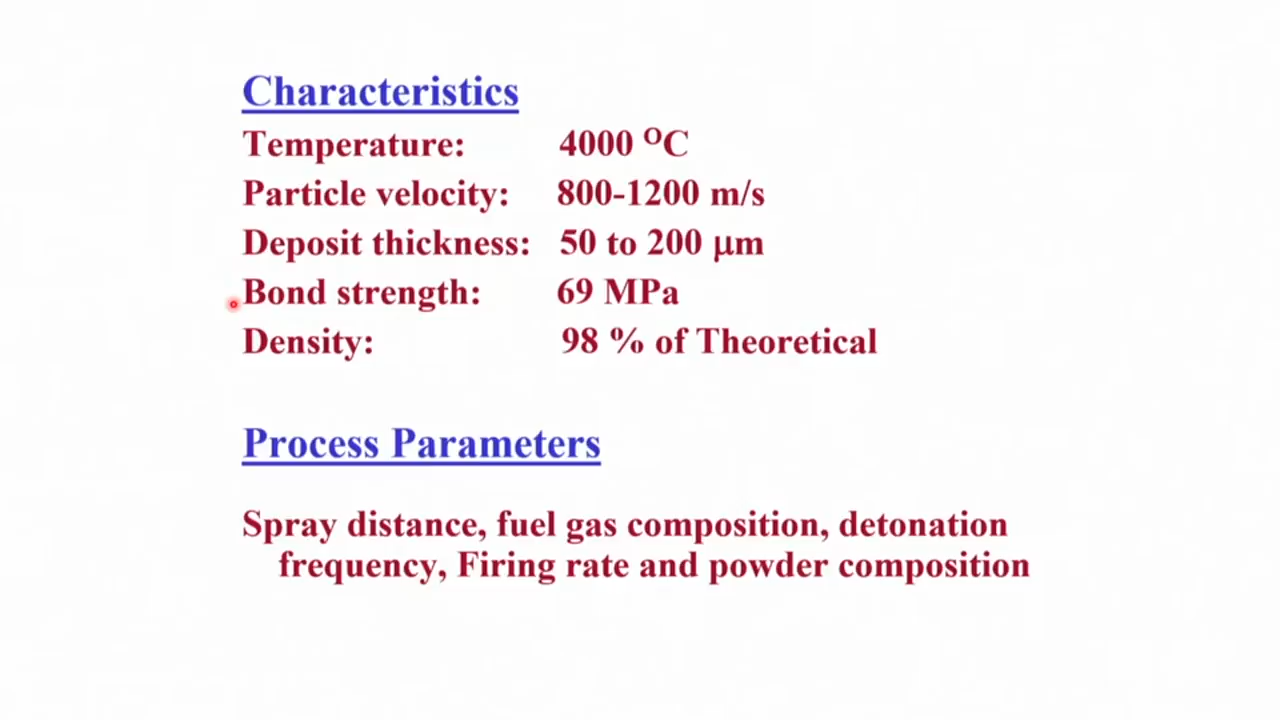 Characteristics
Temperature: 4000 ᴼC
Particle velocity: 800-1200 m/s
Deposit thickness: 50 to 200 μm
Bond strength: 69 MPa
Density: 98 % of Theoretical
Process Parameters
Spray distance, fuel gas composition, detonation
frequency, Firing rate and powder composition